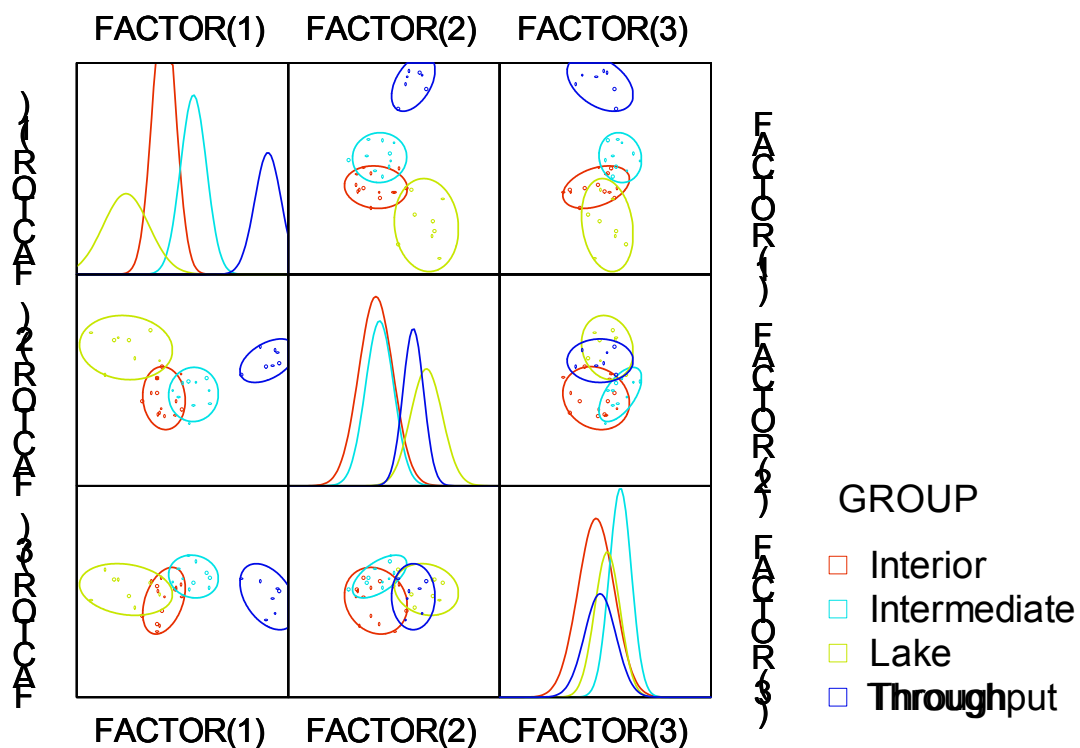 FACTOR(1) FACTOR(2) FACTOR(3)
FACTOR(1)
FACTOR(1)
FACTOR(2)
FACTOR(2)
FACTOR(3)
FACTOR(3)
GROUP
Interior
Intermediate
Lake
Throughput
FACTOR(1) FACTOR(2) FACTOR(3)